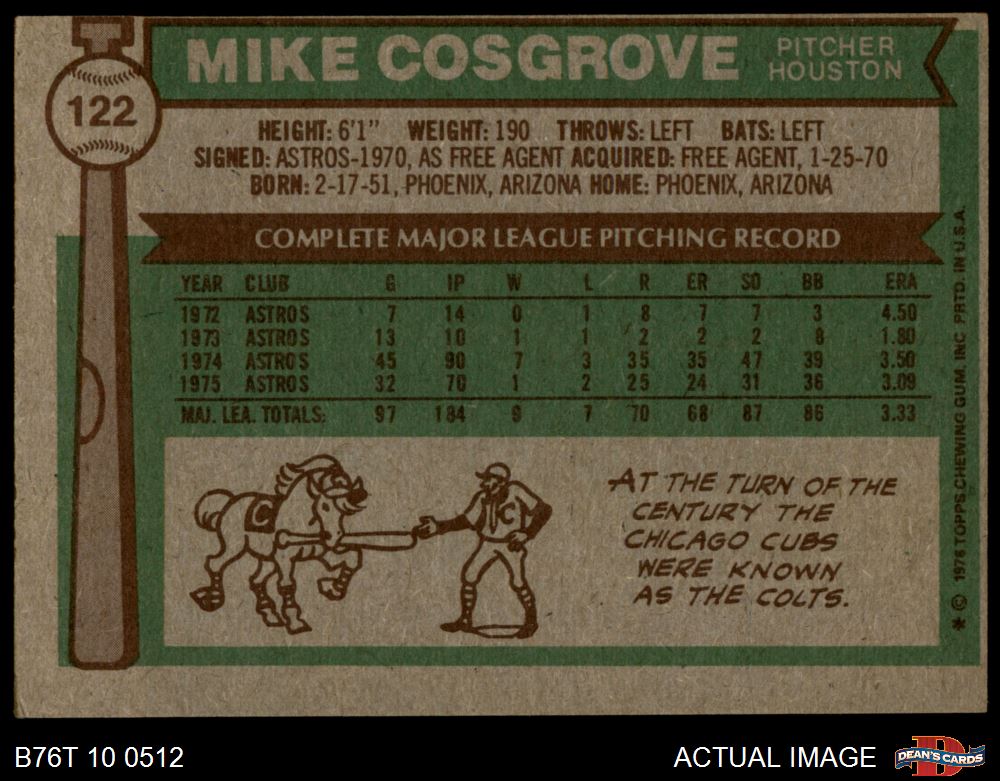 MIKE COSGROVE
PITCHER
HOUSTON
122
HEIGHT: 6'1" WEIGHT: 190 THROWS: LEFT BATS: LEFT
SIGNED: ASTROS-1970, AS FREE AGENT ACQUIRED: FREE AGENT, 1-25-70
BORN: 2-17-51, PHOENIX, ARIZONA HOME: PHOENIX, ARIZONA
COMPLETE MAJOR LEAGUE PITCHING RECORD
YEAR CLUB G IP W L R ER SO BB ERA
1972 ASTROS 7 14 0 1 8 7 7 3 4.50
1973 ASTROS 13 10 1 1 2 2 2 8 1.80
1974 ASTROS 45 90 7 3 35 35 47 39 3.50
1975 ASTROS 32 70 1 2 25 24 31 36 3.09
MAJ. LEA. TOTALS: 97 184 9 7 70 68 87 86 3.33
C
C
AT THE TURN OF THE
CENTURY THE
CHICAGO CUBS
WERE KNOWN
AS THE COLTS.
* © 1976 TOPPS CHEWING GUM, INC PRTD. IN U.S.A.
B76T 10 0512
ACTUAL IMAGE
D
DEAN'S CARDS